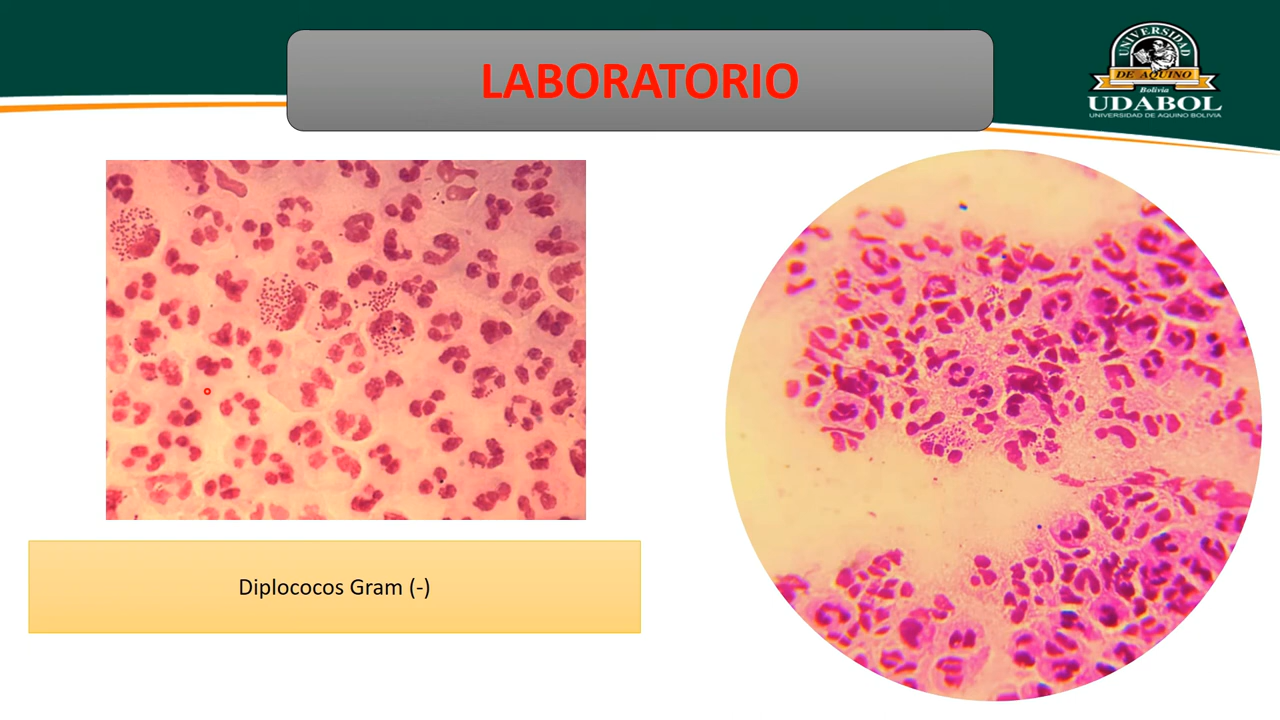 LABORATORIO
UNIVERSIDAD
DE AQUINO
Bolivia
UDABOL
UNIVERSIDAD DE AQUINO BOLIVIA
Diplococos Gram (-)